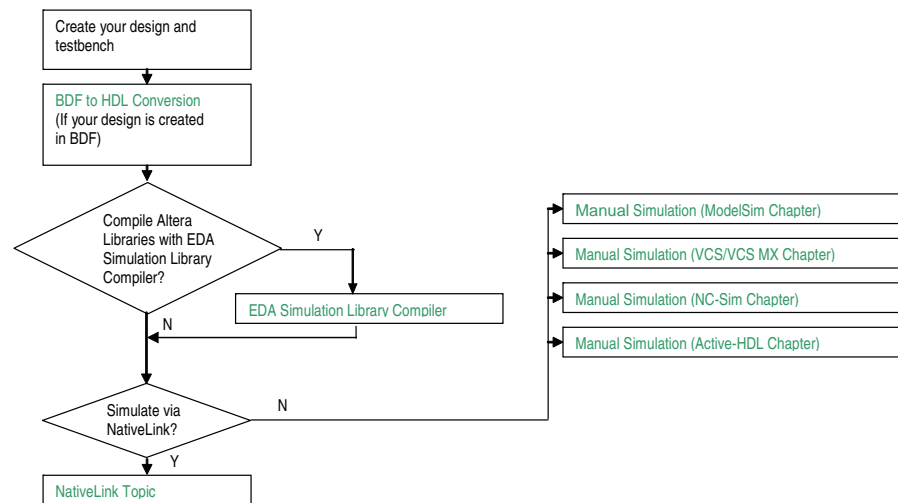 Create your design and
testbench
BDF to HDL Conversion
(If your design is created
in BDF)
Compile Altera
Libraries with EDA
Simulation Library
Compiler?
Y
EDA Simulation Library Compiler
N
Simulate via
NativeLink?
N
Y
NativeLink Topic
Manual Simulation (ModelSim Chapter)
Manual Simulation (VCS/VCS MX Chapter)
Manual Simulation (NC-Sim Chapter)
Manual Simulation (Active-HDL Chapter)